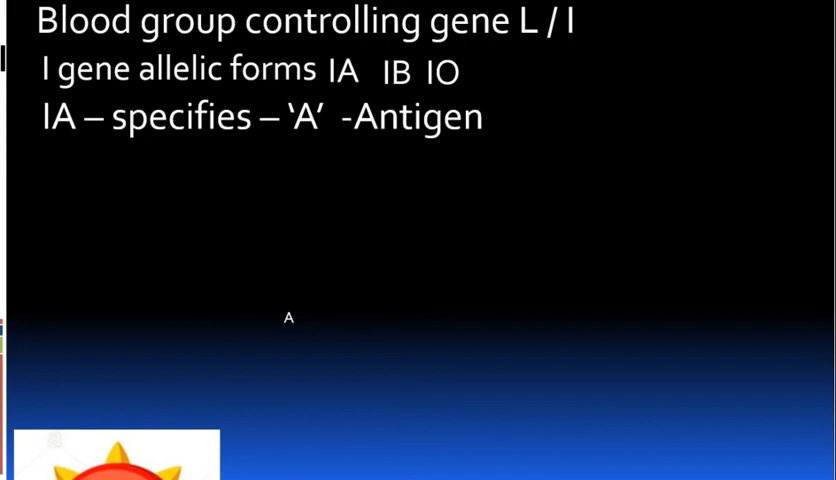 Blood group controlling gene L / I
I gene allelic forms IA IB IO
IA – specifies – ‘A’ -Antigen
A